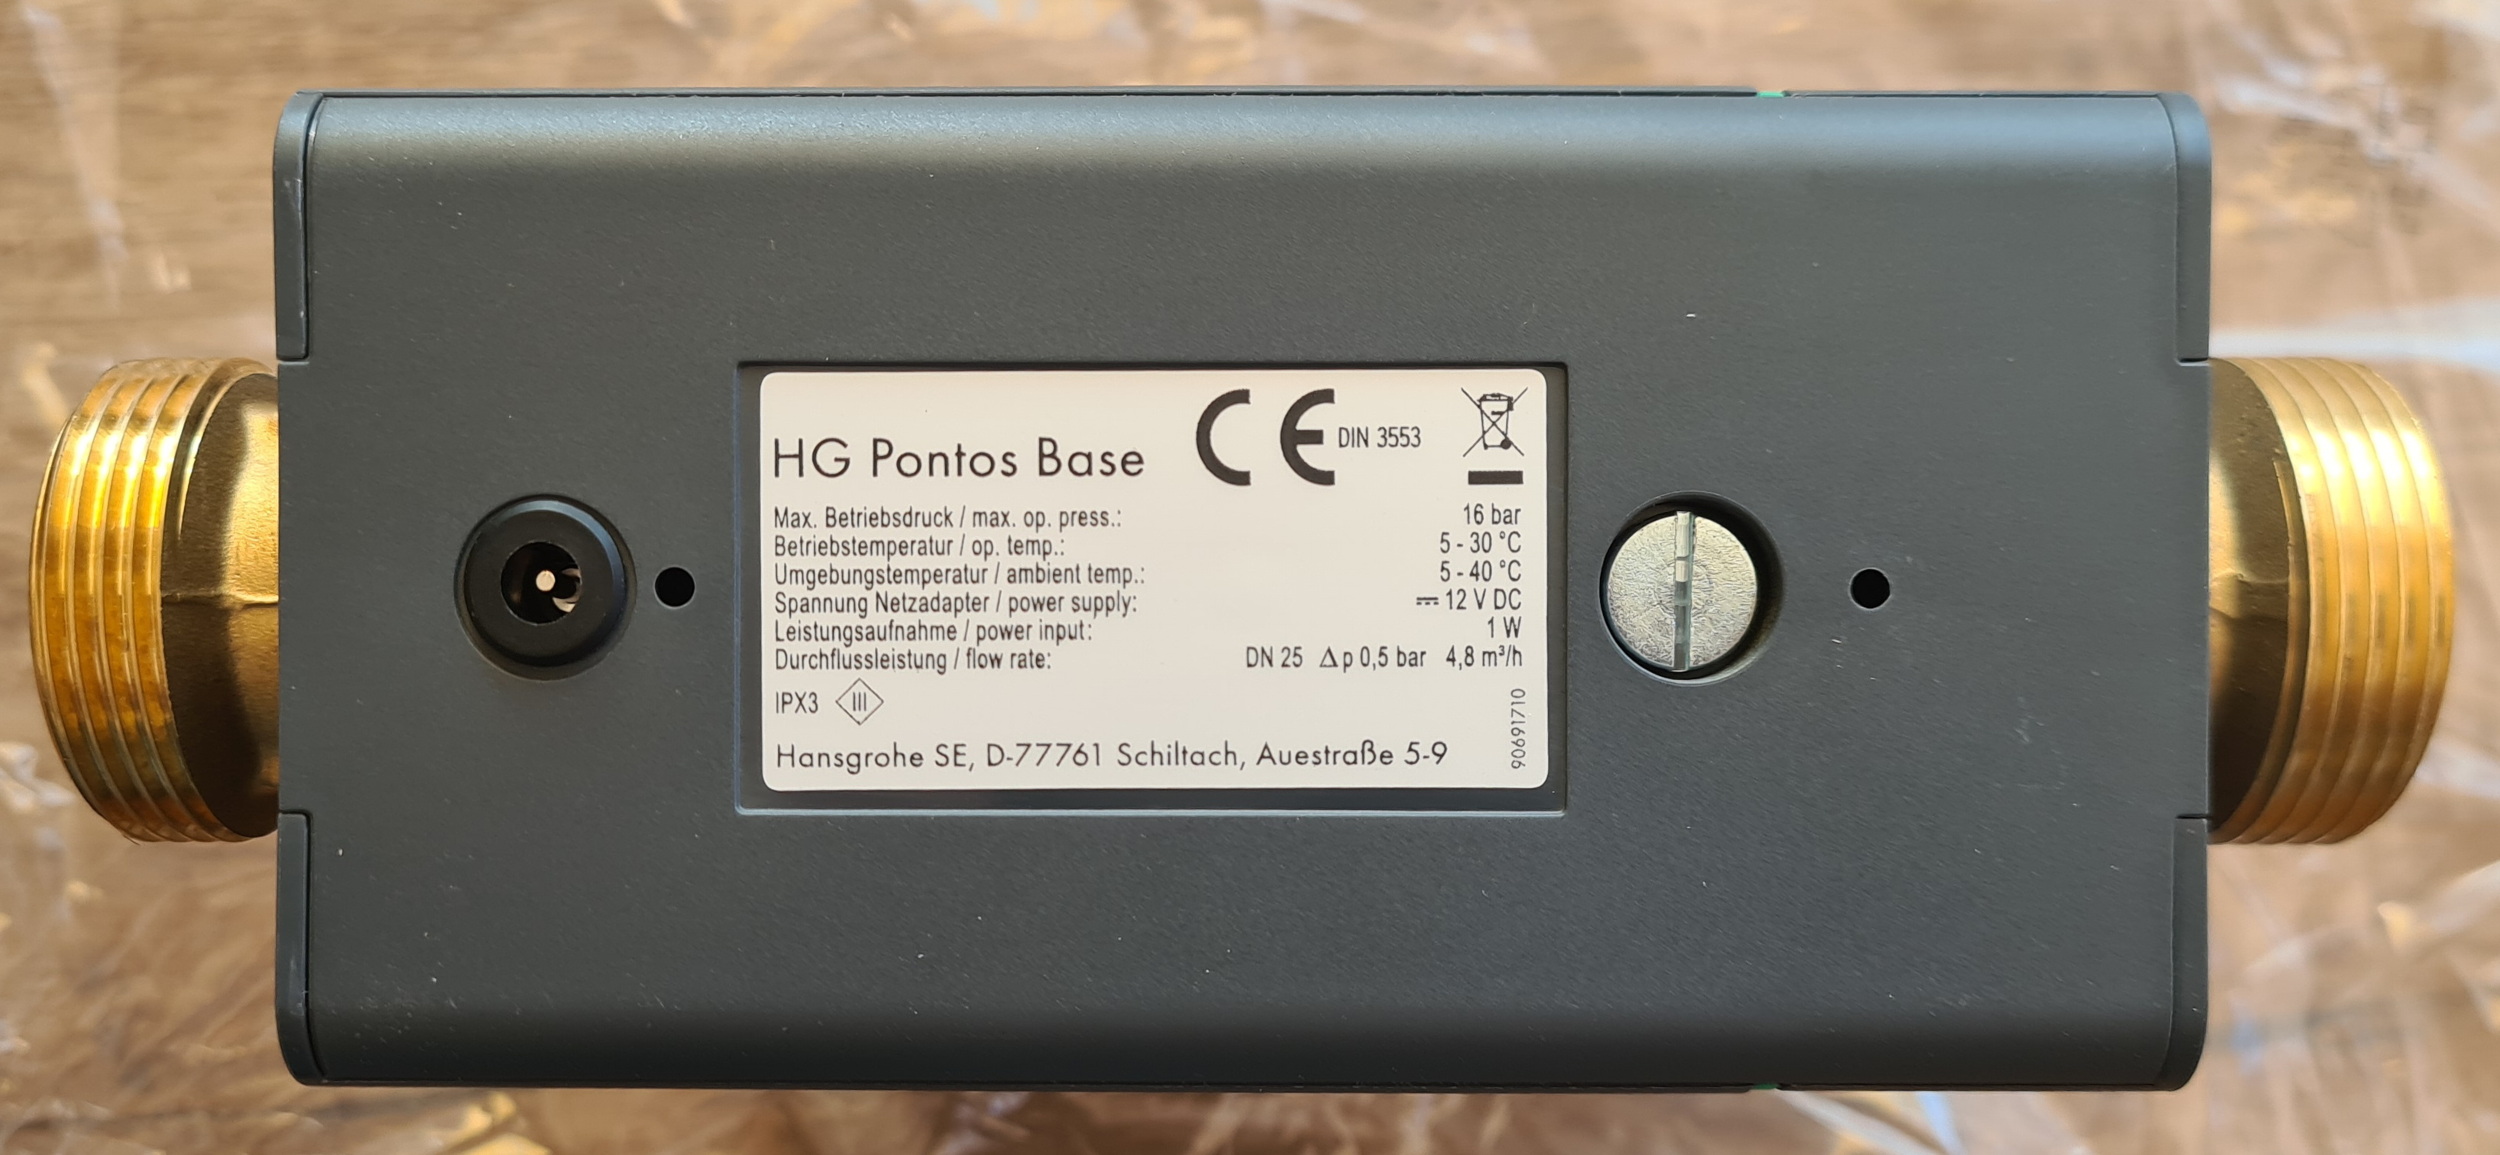 HG Pontos Base
CE DIN 3553
Max. Betriebsdruck / max. op. press.: 16 bar
Betriebstemperatur / op. temp.: 5 - 30 °C
Umgebungstemperatur / ambient temp.: 5 - 40 °C
Spannung Netzadapter / power supply: ⎓ 12 V DC
Leistungsaufnahme / power input: 1 W
Durchflussleistung / flow rate: DN 25 Δp 0,5 bar 4,8 m³/h
IPX3 III
Hansgrohe SE, D-77761 Schiltach, Auestraße 5-9
90691710